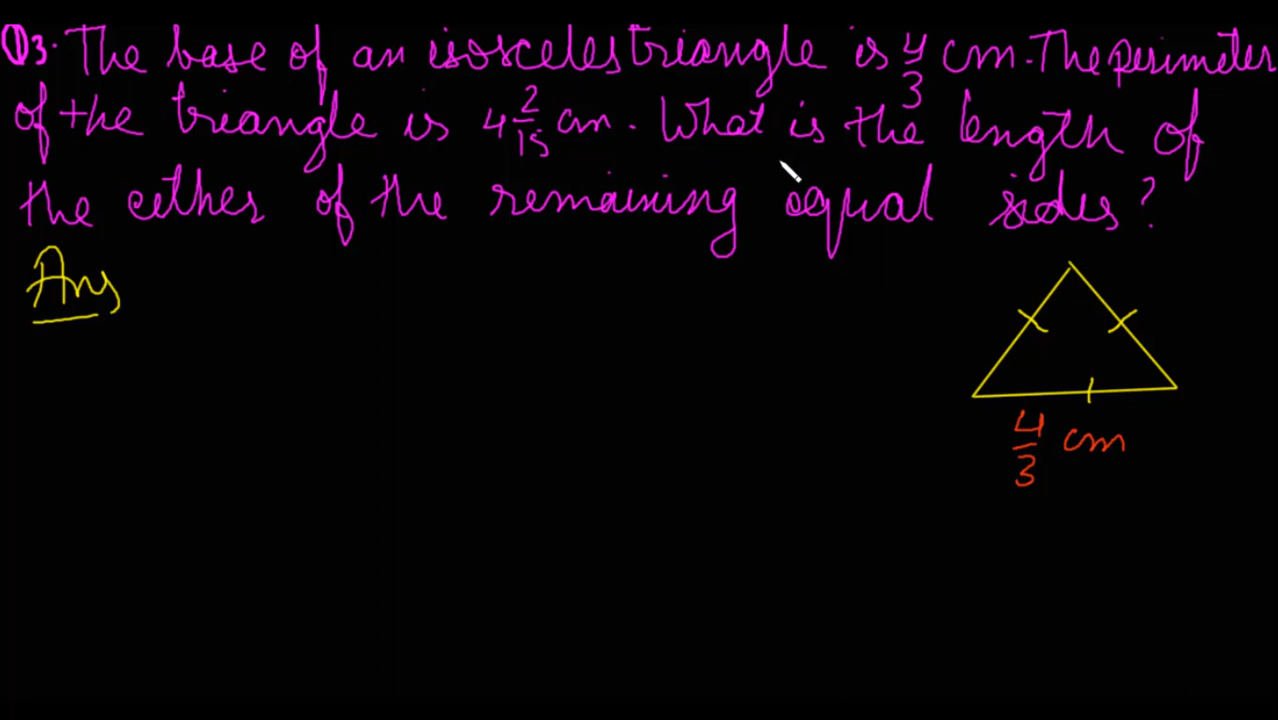 Q3. The base of an isosceles triangle is 4/3 cm. The perimeter
of the triangle is 4 2/15 cm. What is the length of
the either of the remaining equal sides?
Ans
4/3 cm